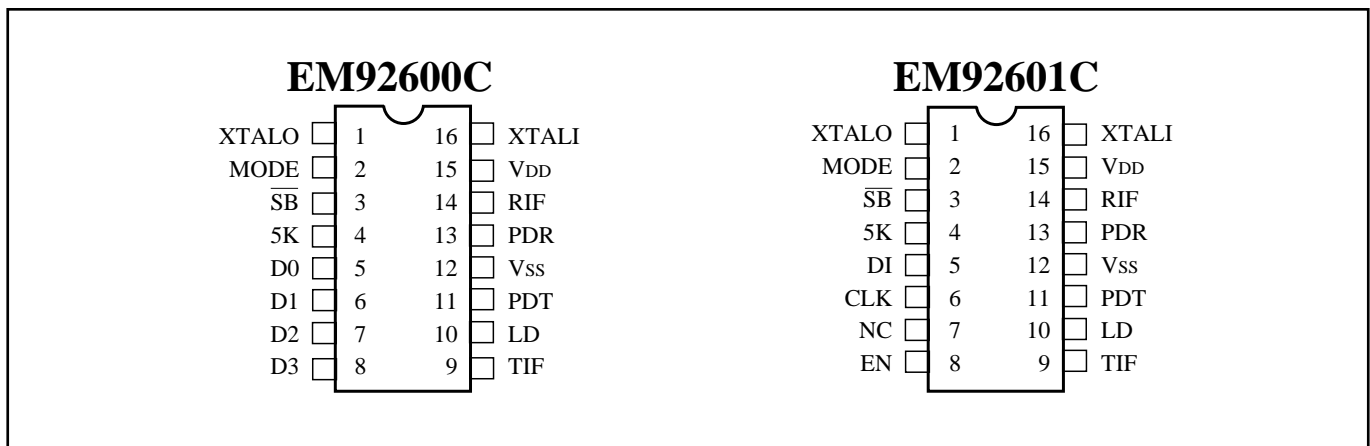 EM92600C
XTALO 1 16 XTALI
MODE 2 15 VDD
S̅B̅ 3 14 RIF
5K 4 13 PDR
D0 5 12 VSS
D1 6 11 PDT
D2 7 10 LD
D3 8 9 TIF
EM92601C
XTALO 1 16 XTALI
MODE 2 15 VDD
S̅B̅ 3 14 RIF
5K 4 13 PDR
DI 5 12 VSS
CLK 6 11 PDT
NC 7 10 LD
EN 8 9 TIF